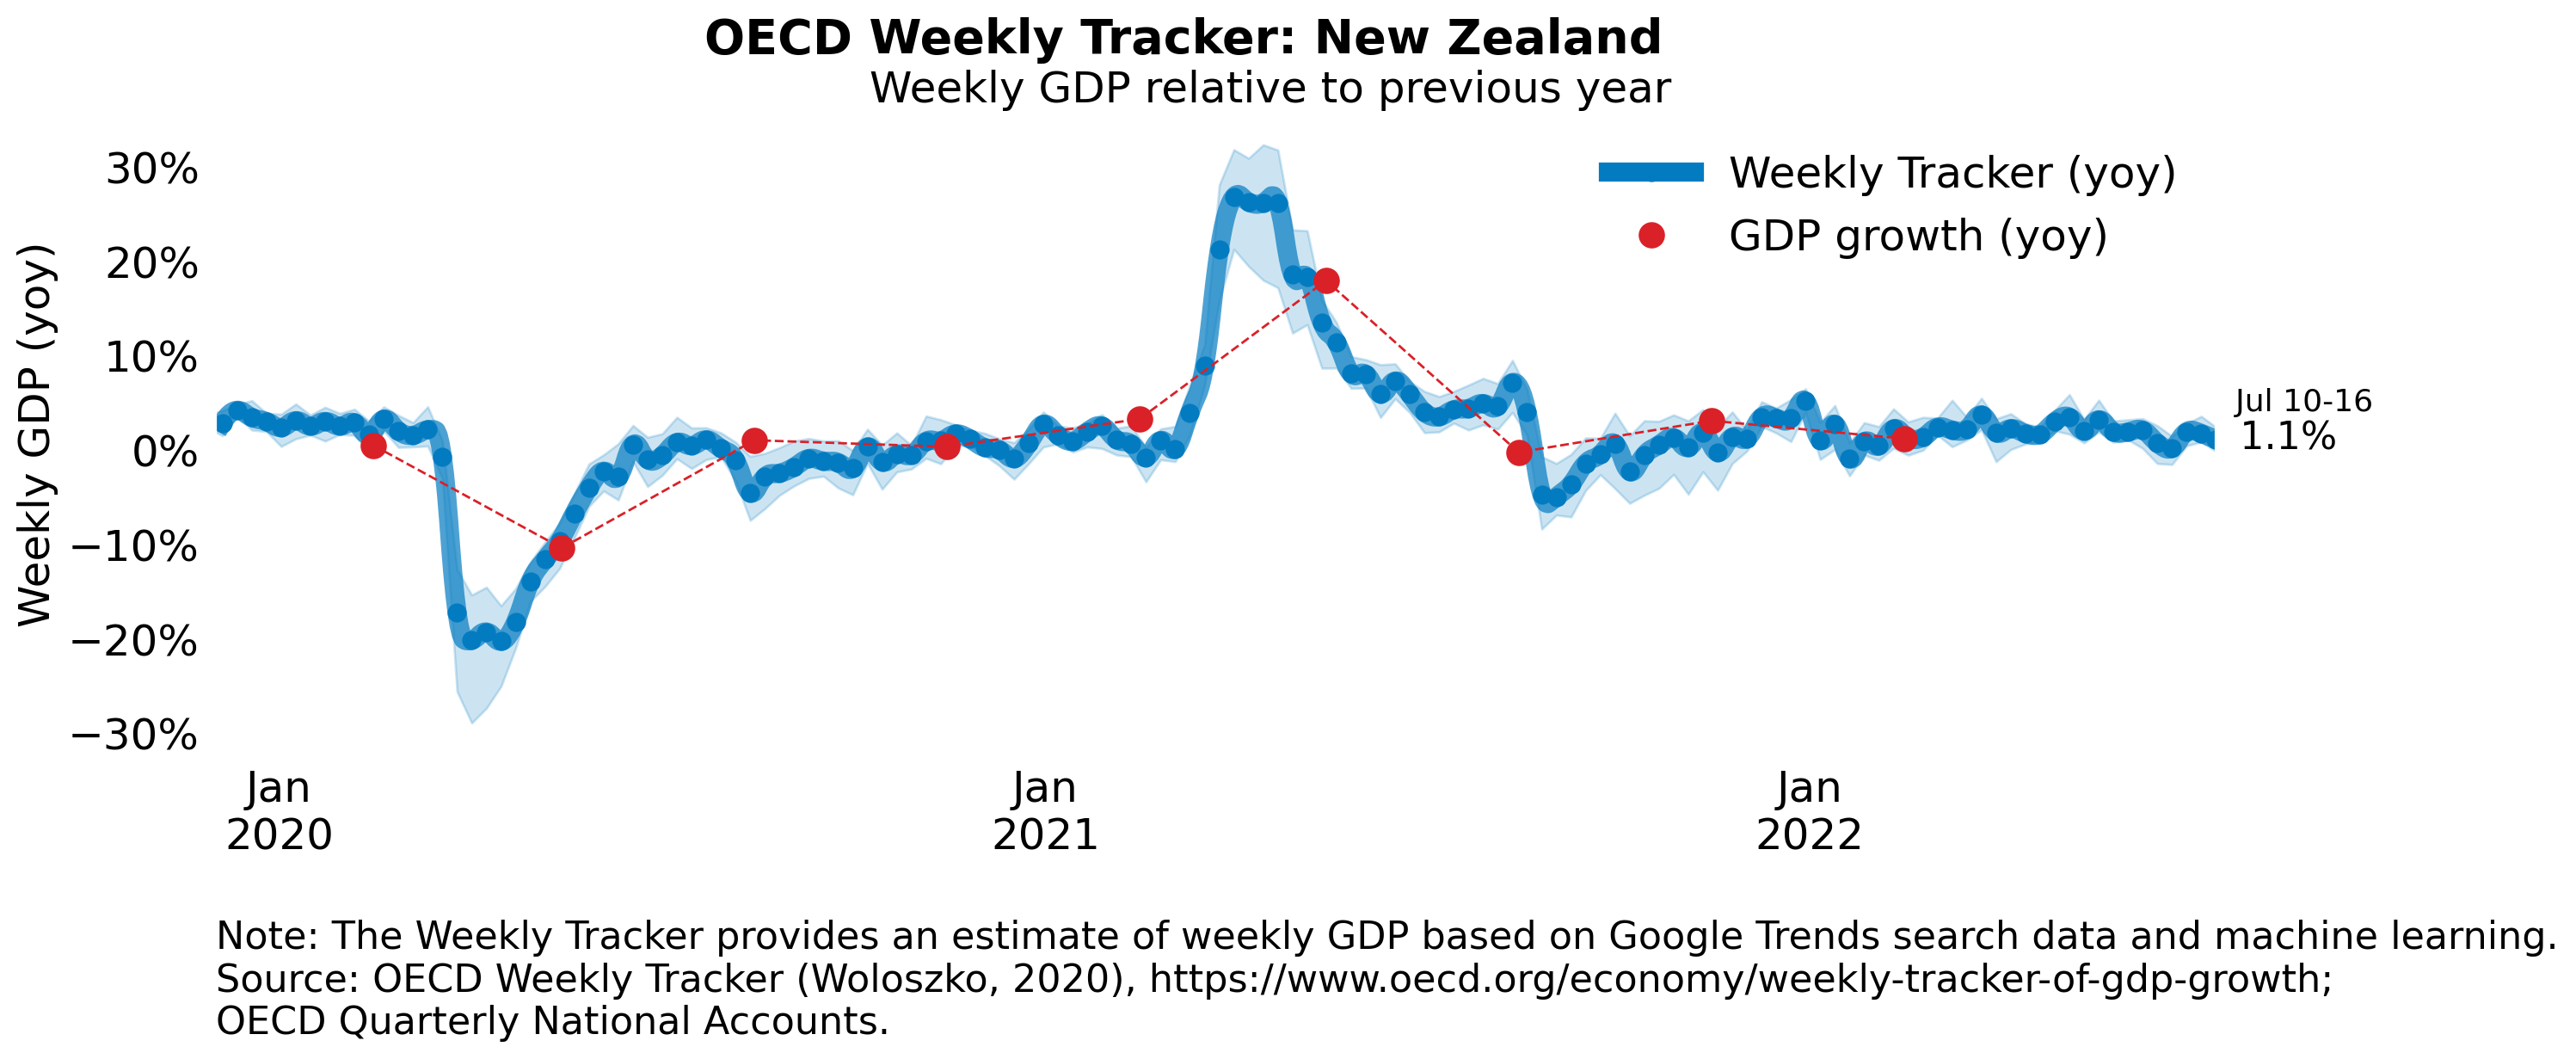 OECD Weekly Tracker: New Zealand
Weekly GDP relative to previous year
Weekly Tracker (yoy)
GDP growth (yoy)
Weekly GDP (yoy)
30%
20%
10%
0%
−10%
−20%
−30%
Jul 10-16
1.1%
Jan
2020
Jan
2021
Jan
2022
Note: The Weekly Tracker provides an estimate of weekly GDP based on Google Trends search data and machine learning.
Source: OECD Weekly Tracker (Woloszko, 2020), https://www.oecd.org/economy/weekly-tracker-of-gdp-growth;
OECD Quarterly National Accounts.